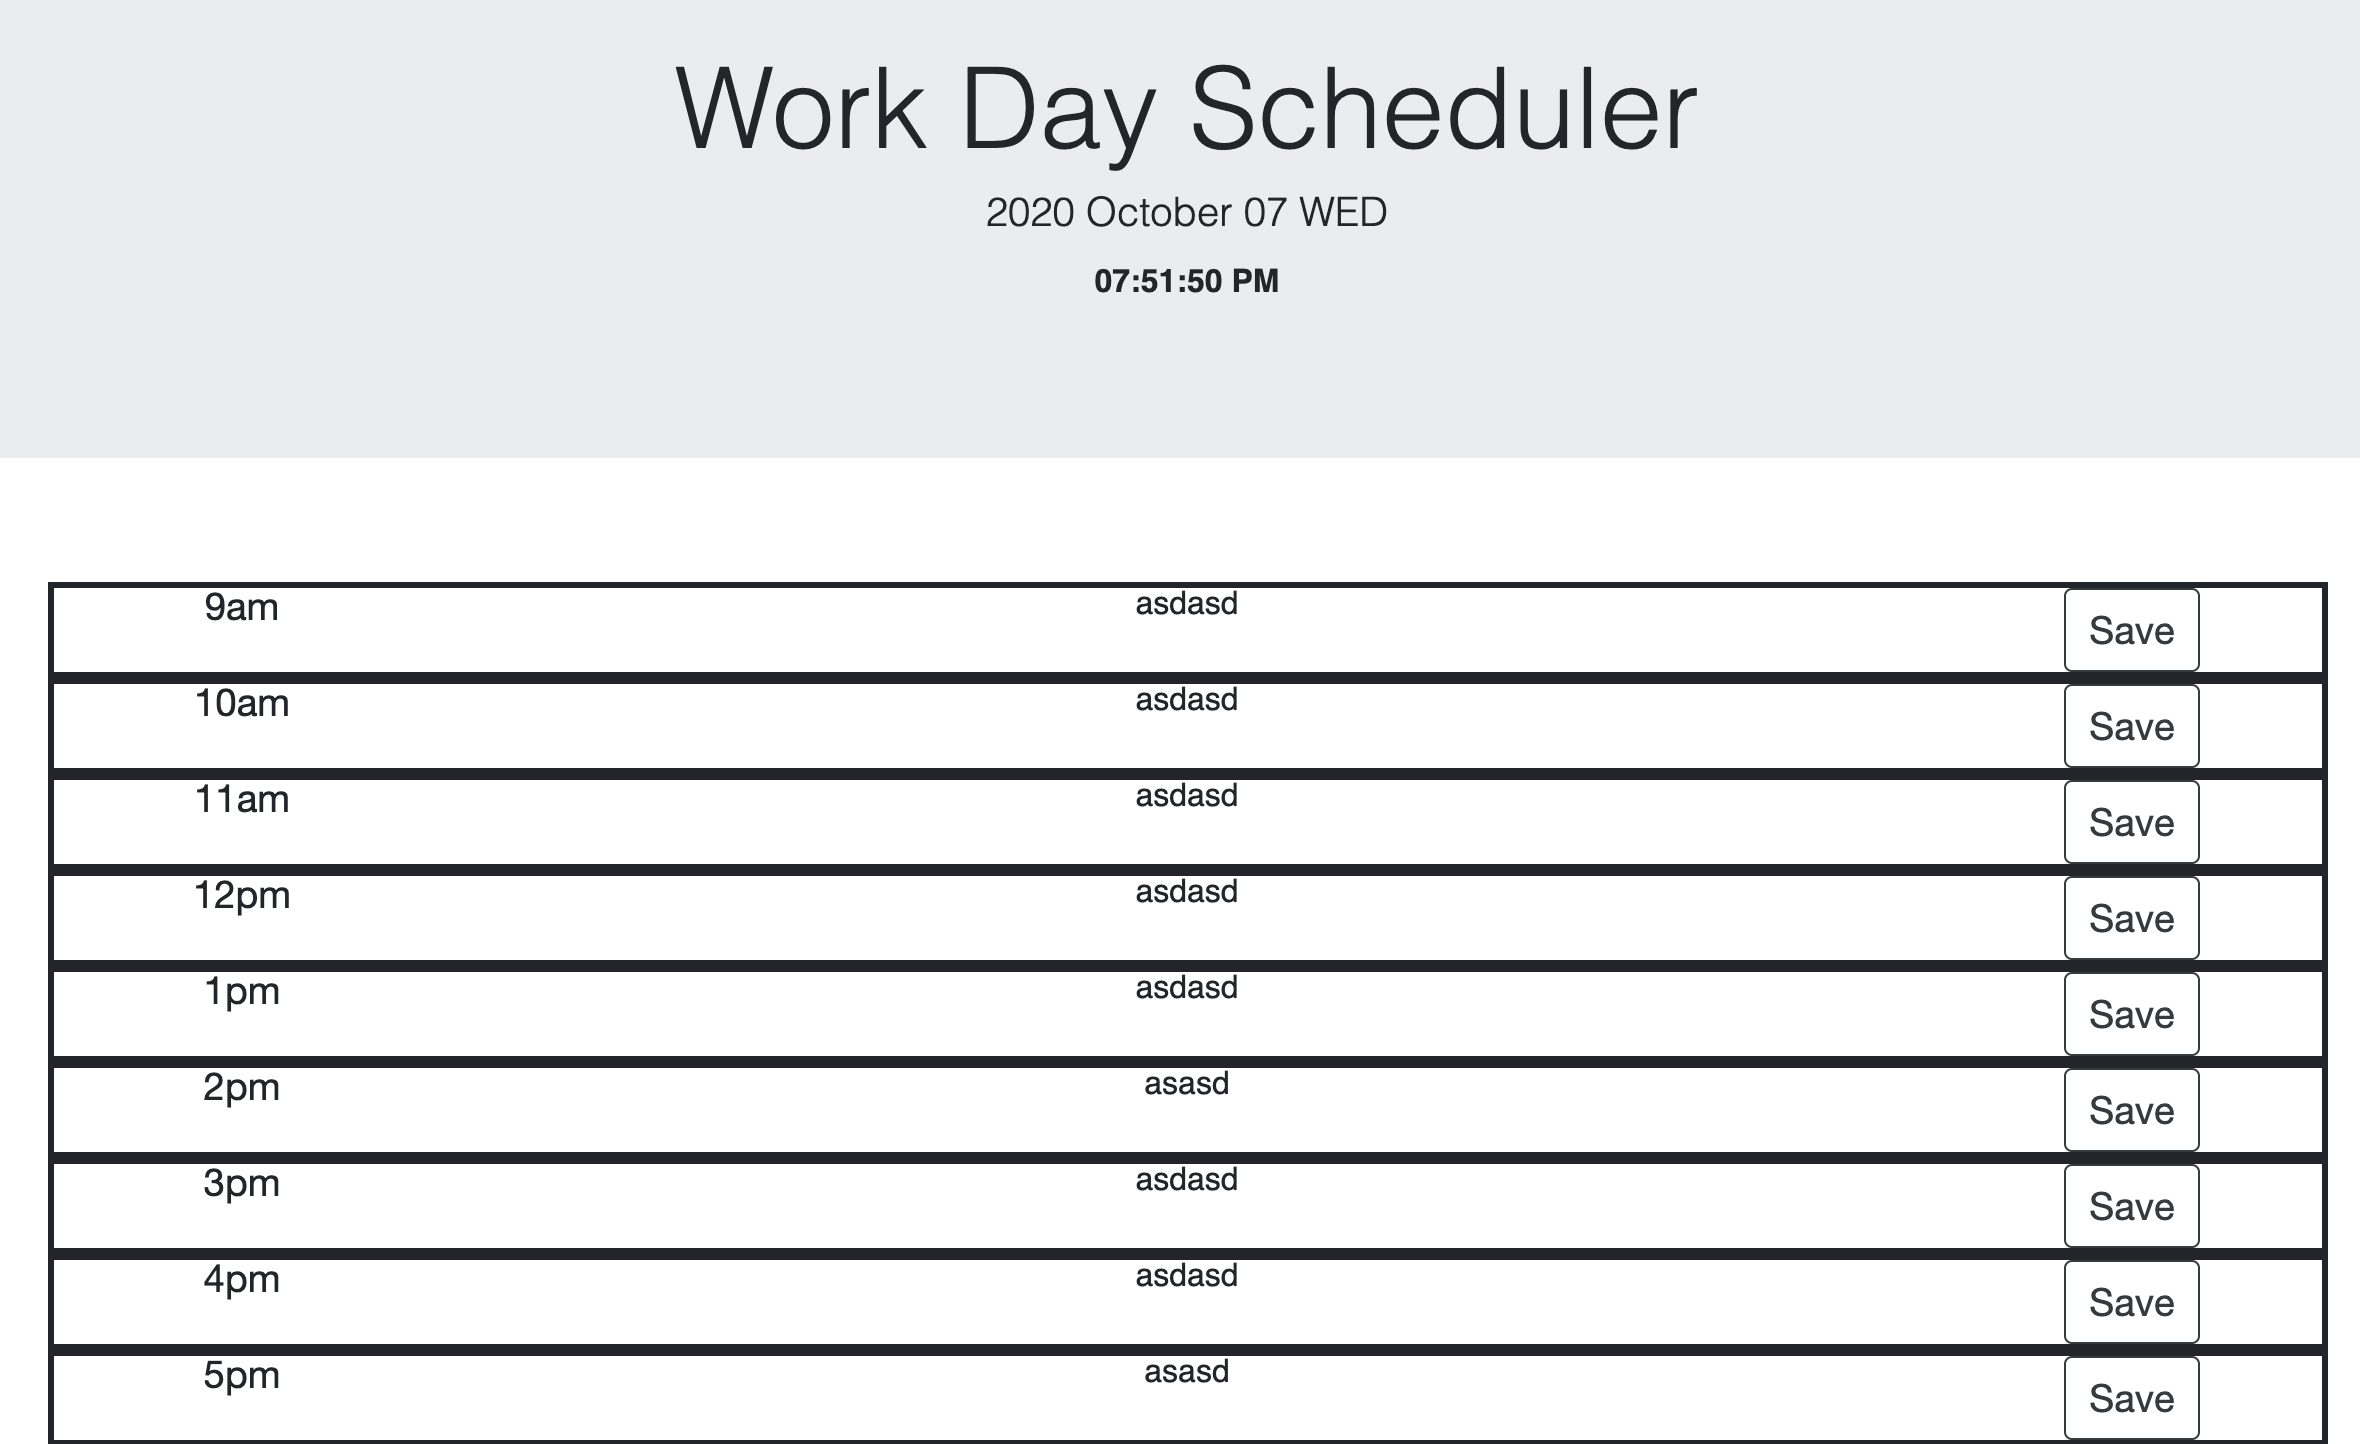 Work Day Scheduler
2020 October 07 WED
07:51:50 PM
9am asdasd Save
10am asdasd Save
11am asdasd Save
12pm asdasd Save
1pm asdasd Save
2pm asasd Save
3pm asdasd Save
4pm asdasd Save
5pm asasd Save